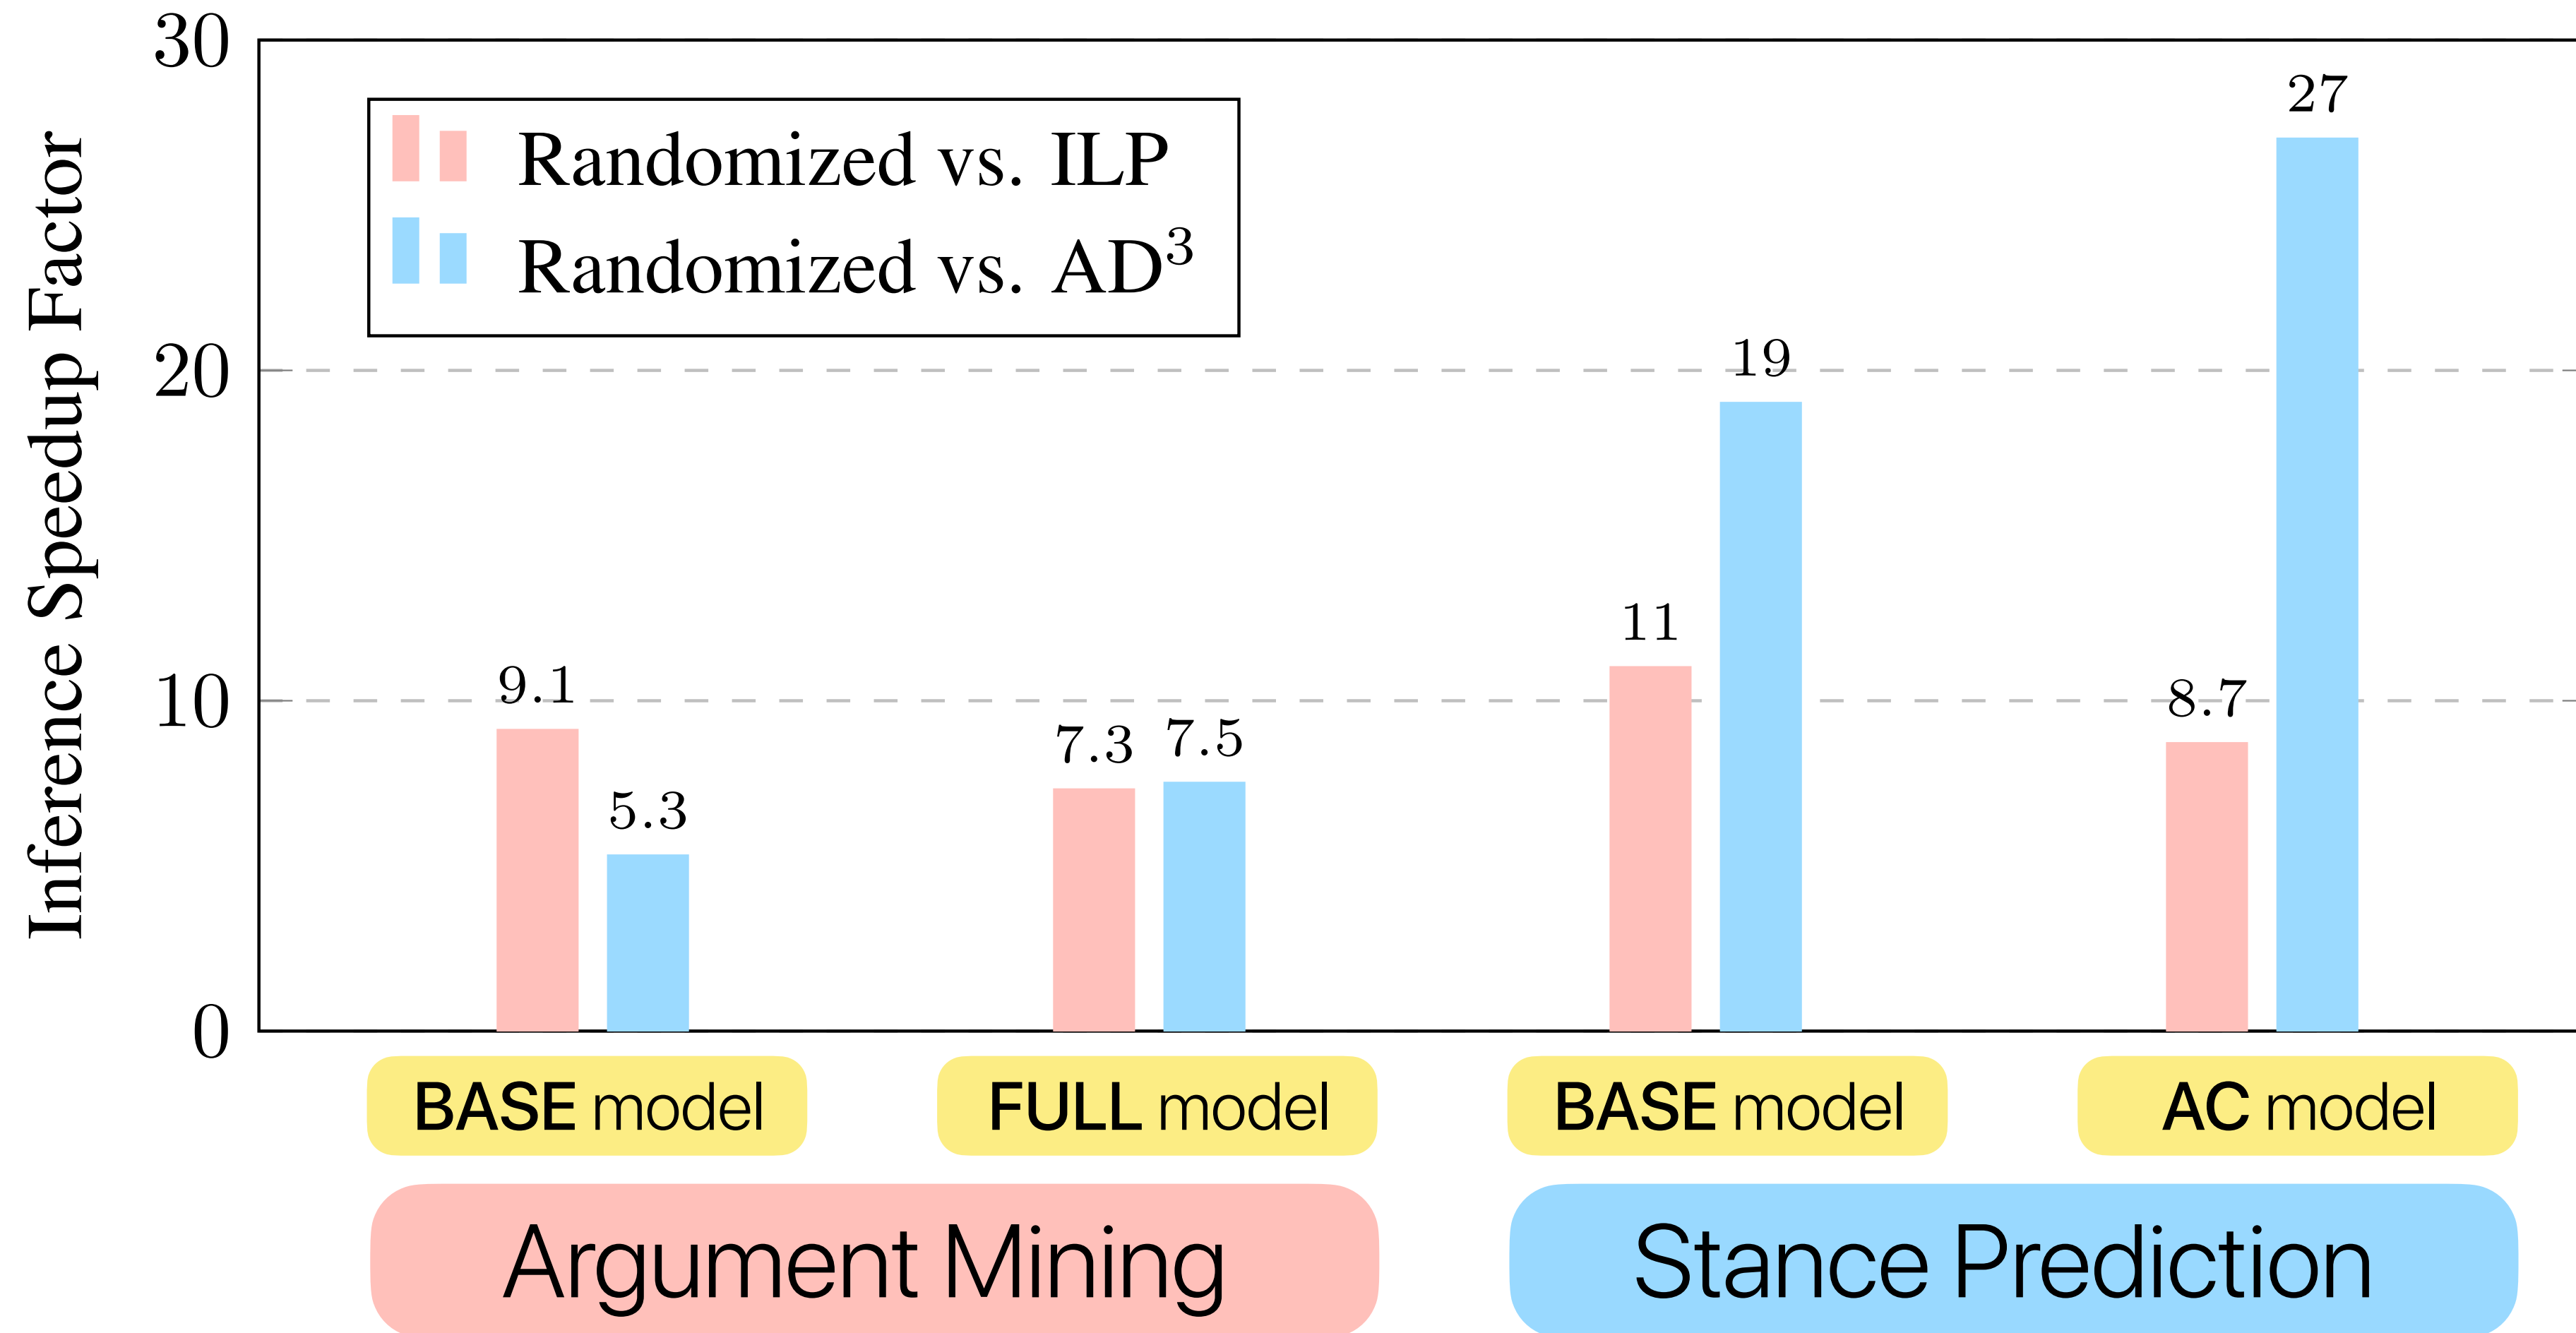 Inference Speedup Factor
30
20
10
0
Randomized vs. ILP
Randomized vs. AD³
9.1
5.3
7.3
7.5
11
19
8.7
27
BASE model
FULL model
BASE model
AC model
Argument Mining
Stance Prediction